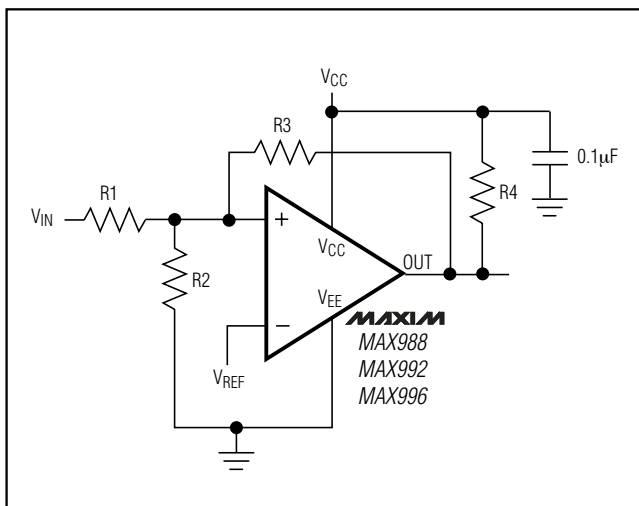 VCC
R3
0.1µF
R1
R4
VIN
+
VCC
OUT
R2
VEE
−
MAXIM
VREF
MAX988
MAX992
MAX996